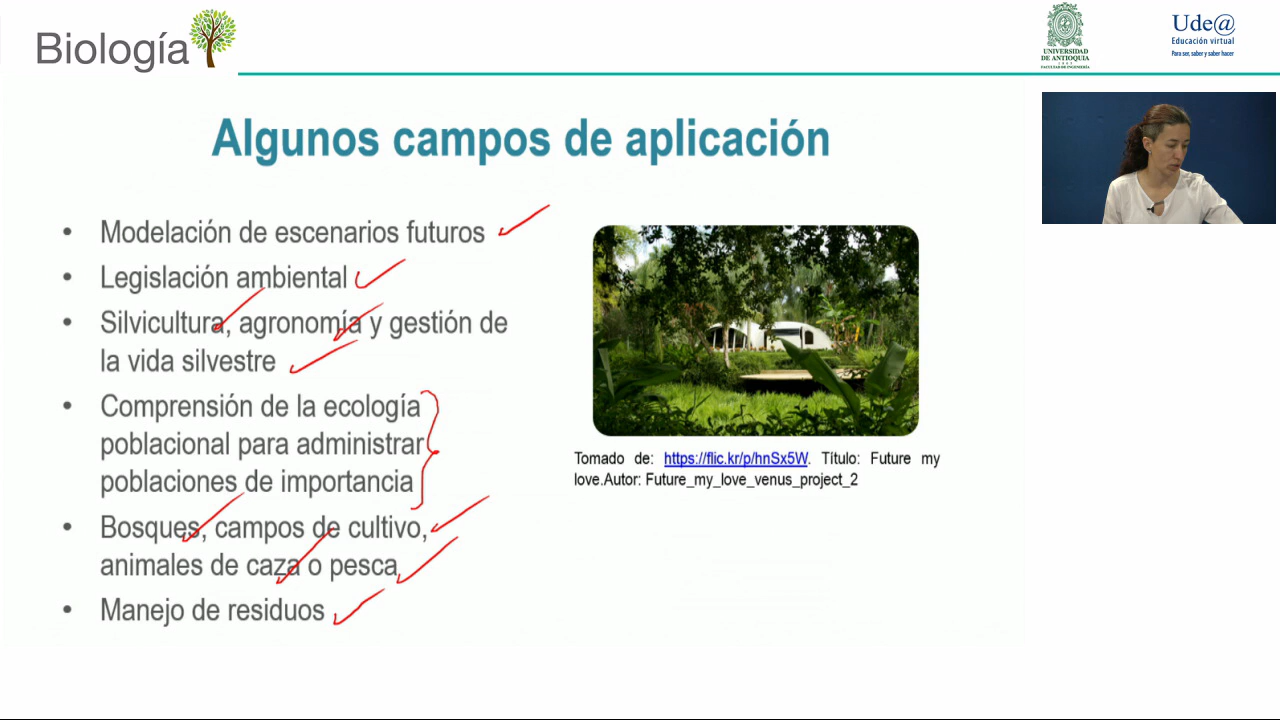 Biología
UNIVERSIDAD
DE ANTIOQUIA
1803
FACULTAD DE INGENIERÍA
Ude@
Educación virtual
Para ser, saber y saber hacer
Algunos campos de aplicación
• Modelación de escenarios futuros
• Legislación ambiental
• Silvicultura, agronomía y gestión de
la vida silvestre
• Comprensión de la ecología
poblacional para administrar
poblaciones de importancia
• Bosques, campos de cultivo,
animales de caza o pesca
• Manejo de residuos
Tomado de: https://flic.kr/p/hnSx5W. Título: Future my
love.Autor: Future_my_love_venus_project_2